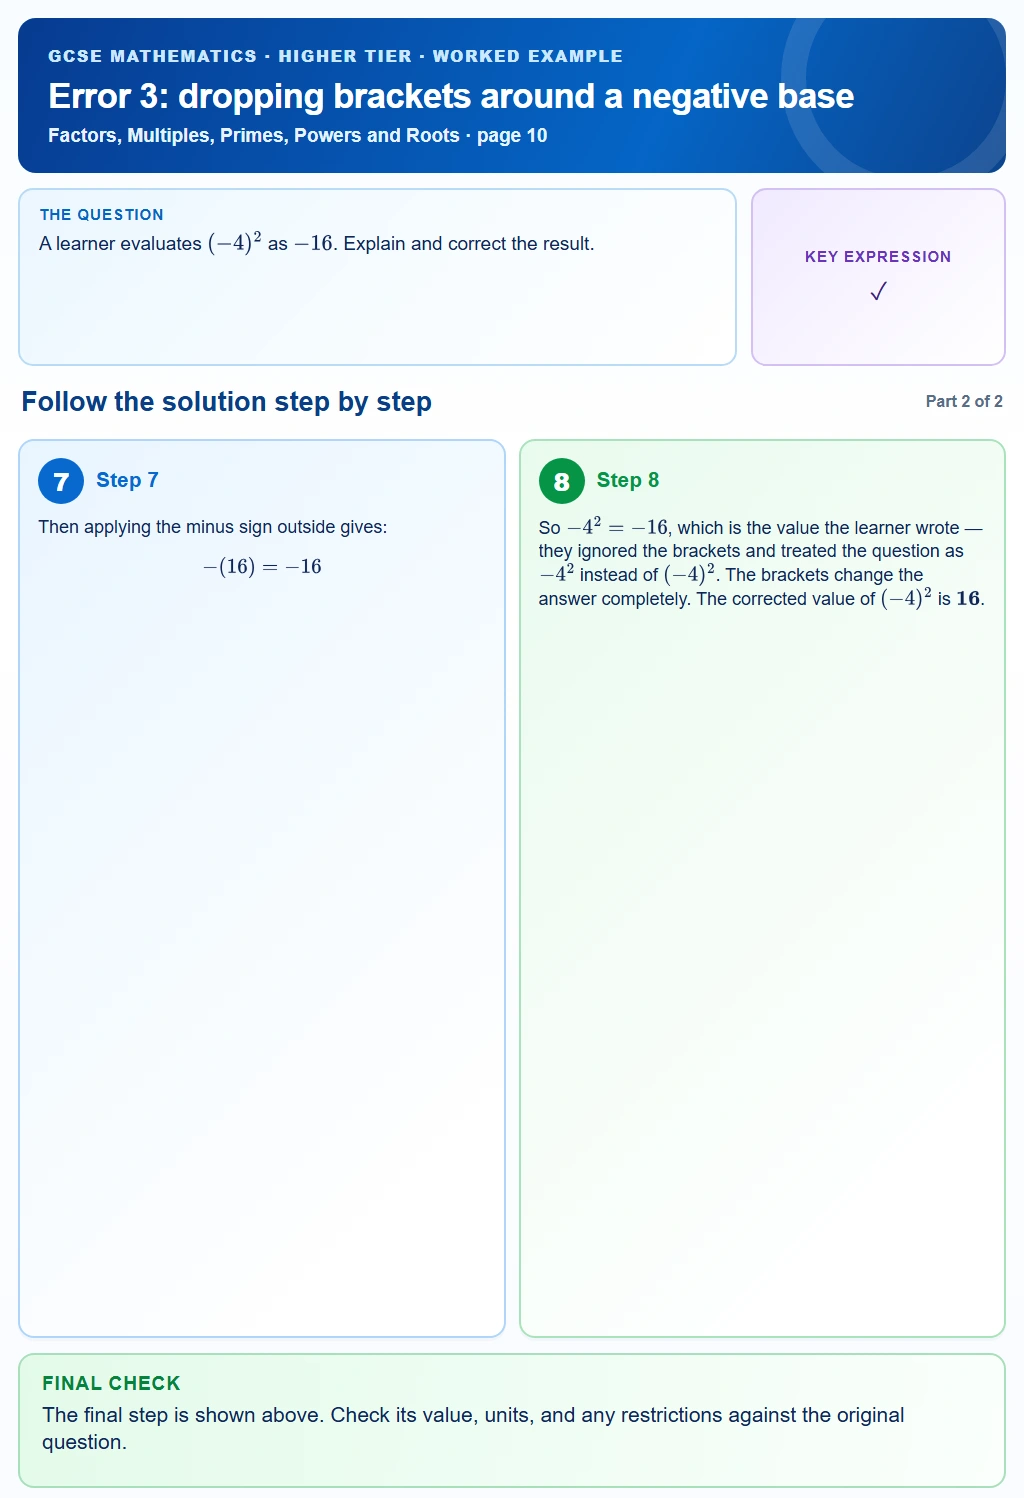 GCSE MATHEMATICS · HIGHER TIER · WORKED EXAMPLE
Error 3: dropping brackets around a negative base
Factors, Multiples, Primes, Powers and Roots · page 10
THE QUESTION
A learner evaluates (−4)² as −16. Explain and correct the result.
KEY EXPRESSION
✓
Follow the solution step by step
Part 2 of 2
7 Step 7
Then applying the minus sign outside gives:
−(16) = −16
8 Step 8
So −4² = −16, which is the value the learner wrote —
they ignored the brackets and treated the question as
−4² instead of (−4)². The brackets change the
answer completely. The corrected value of (−4)² is 16.
FINAL CHECK
The final step is shown above. Check its value, units, and any restrictions against the original
question.